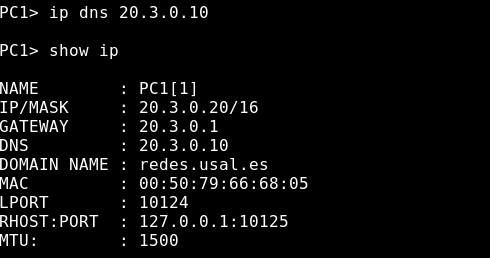 PC1> ip dns 20.3.0.10
PC1> show ip
NAME        : PC1[1]
IP/MASK     : 20.3.0.20/16
GATEWAY     : 20.3.0.1
DNS         : 20.3.0.10
DOMAIN NAME : redes.usal.es
MAC         : 00:50:79:66:68:05
LPORT       : 10124
RHOST:PORT  : 127.0.0.1:10125
MTU:        : 1500